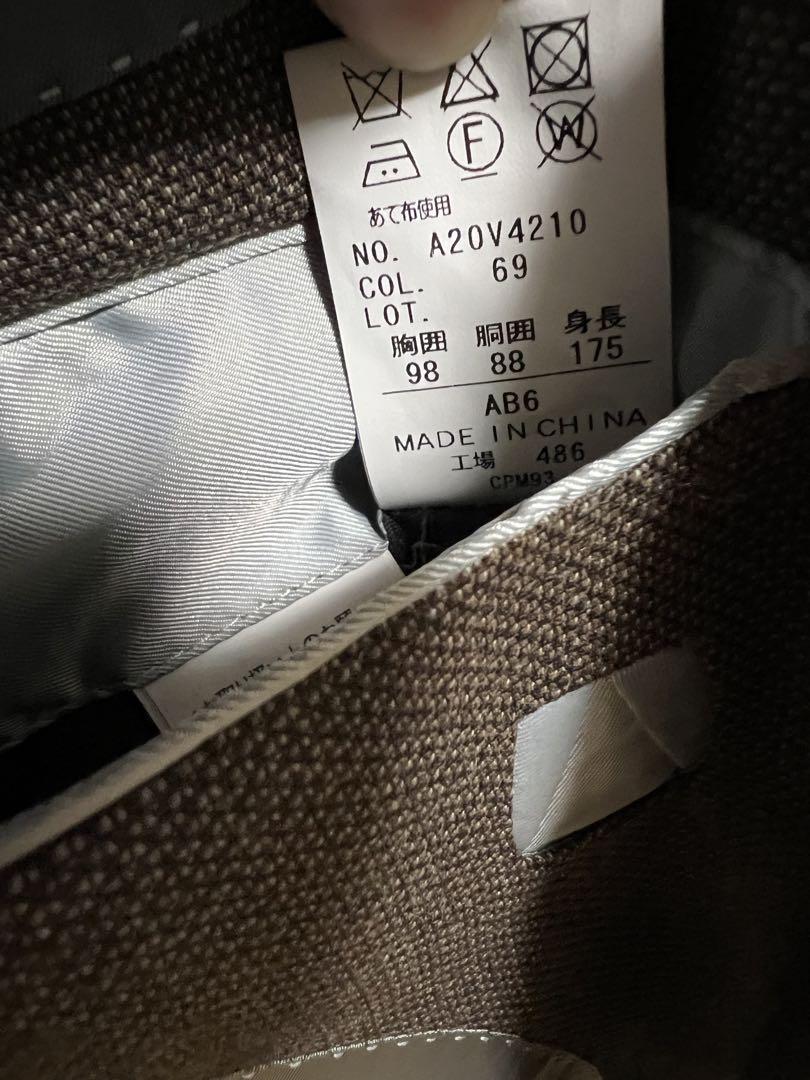 F W
あて布使用
NO. A20V4210
COL. 69
LOT.
胸囲 胴囲 身長
98 88 175
AB6
MADE IN CHINA
工場 486
CPM93